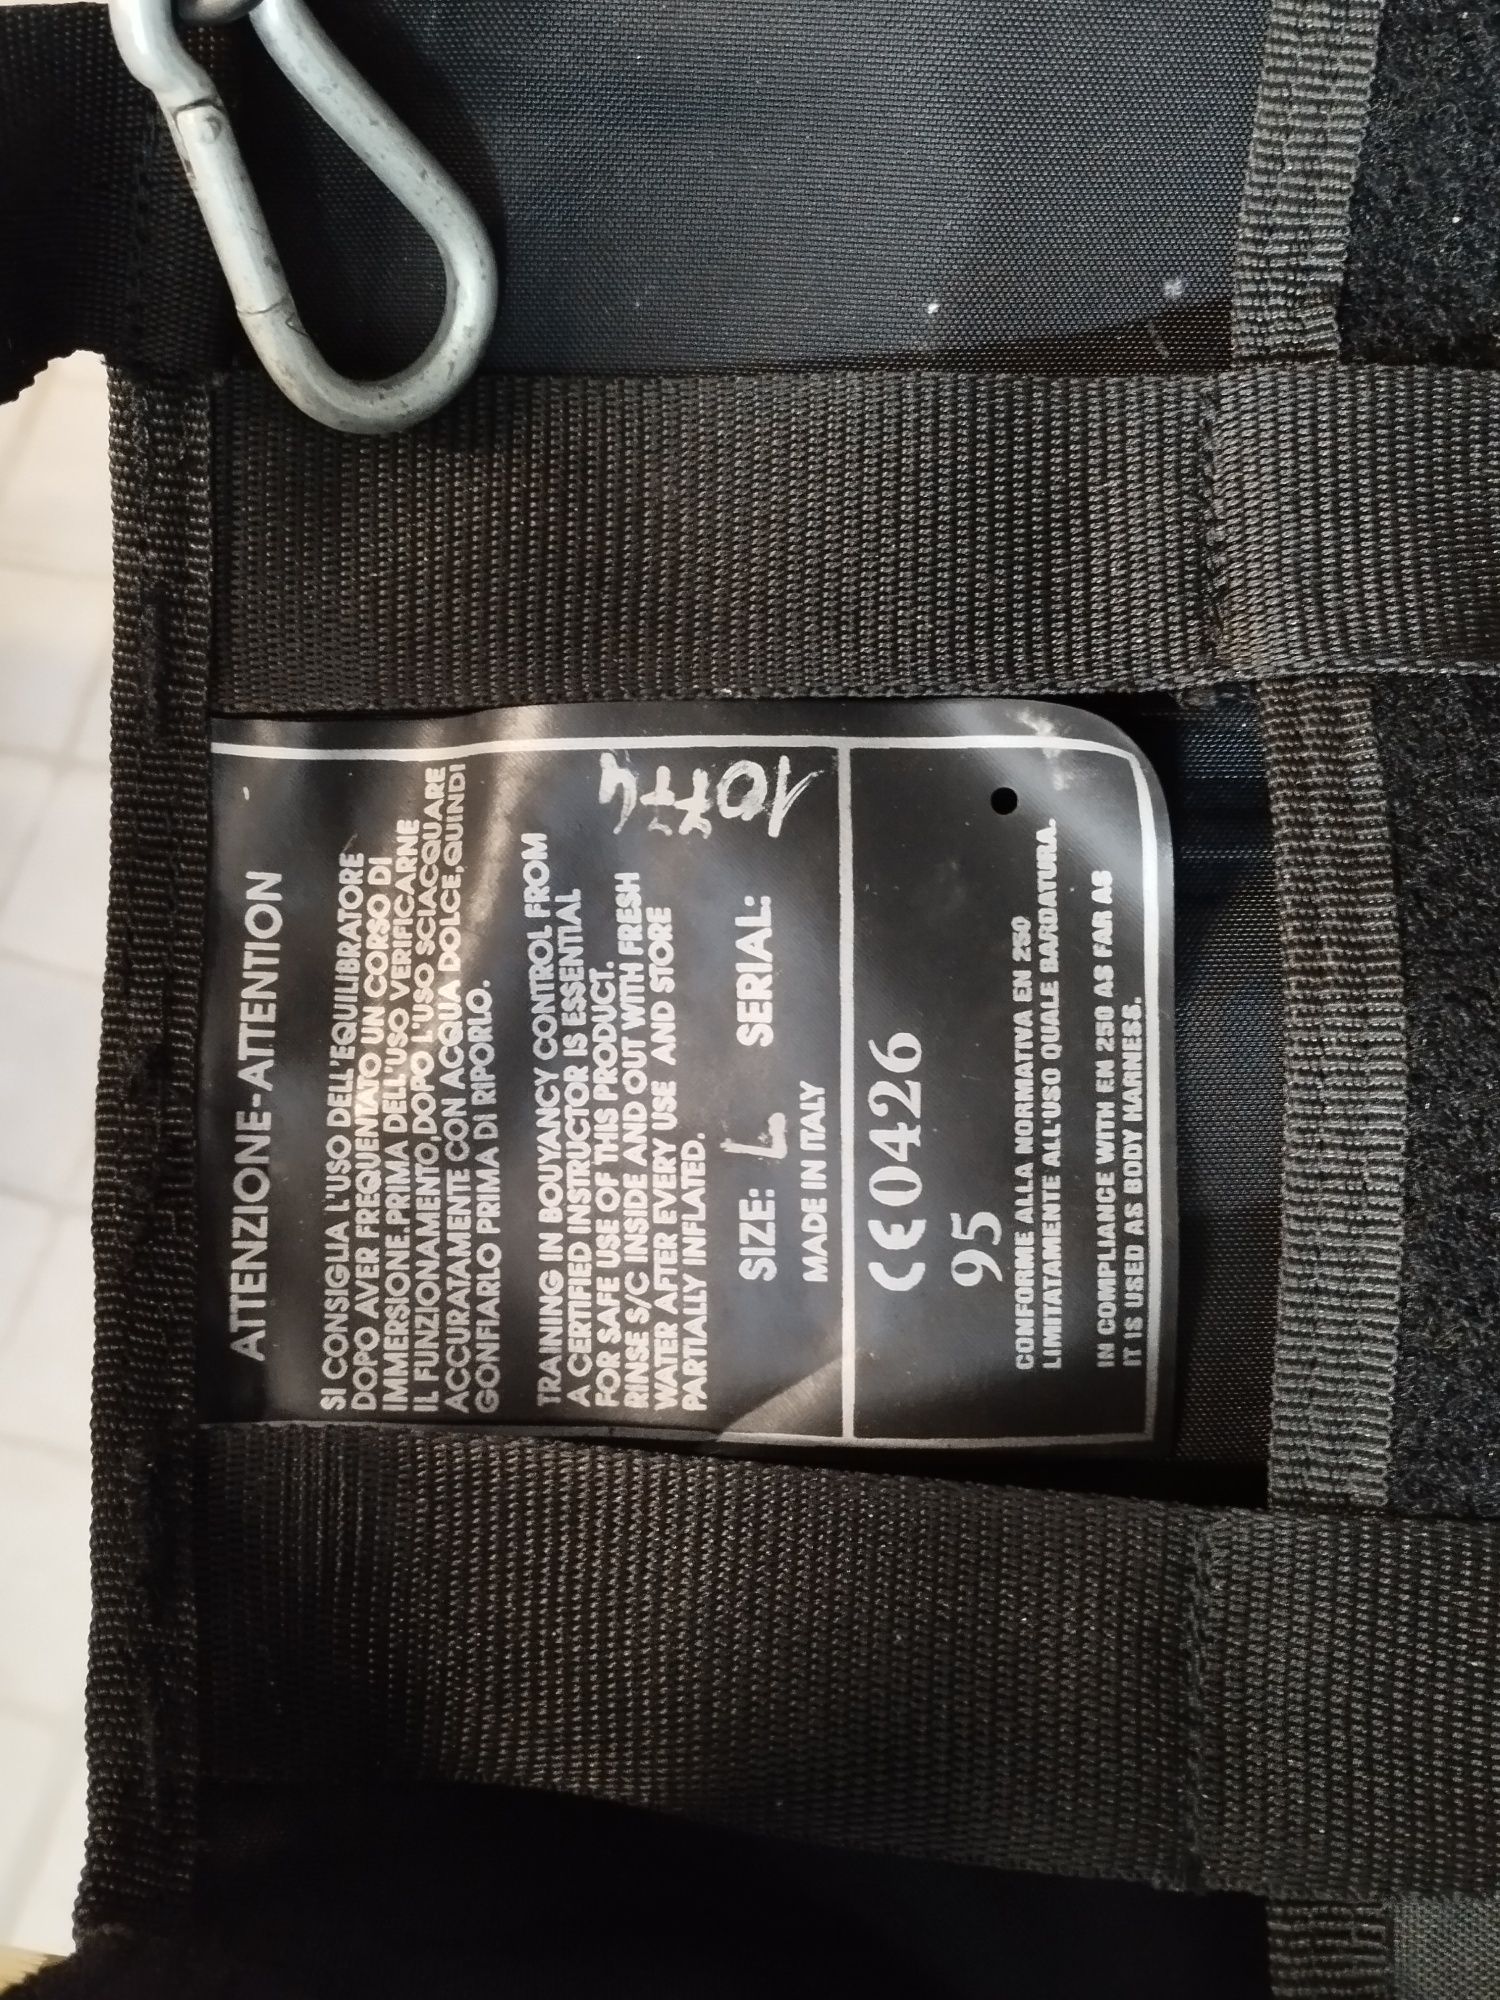 ATTENZIONE-ATTENTION
SI CONSIGLIA L'USO DELL'EQUILIBRATORE
DOPO AVER FREQUENTATO UN CORSO DI
IMMERSIONE.PRIMA DELL'USO VERIFICARNE
IL FUNZIONAMENTO,DOPO L'USO SCIACQUARE
ACCURATAMENTE CON ACQUA DOLCE,QUINDI
GONFIARLO PRIMA DI RIPORLO.
TRAINING IN BOUYANCY CONTROL FROM
A CERTIFIED INSTRUCTOR IS ESSENTIAL
FOR SAFE USE OF THIS PRODUCT.
RINSE S/C INSIDE AND OUT WITH FRESH
WATER AFTER EVERY USE AND STORE
PARTIALLY INFLATED.
SIZE: L SERIAL:
MADE IN ITALY
CE0426
95
CONFORME ALLA NORMATIVA EN 250
LIMITATAMENTE ALL'USO QUALE BARDATURA.
IN COMPLIANCE WITH EN 250 AS FAR AS
IT IS USED AS BODY HARNESS.